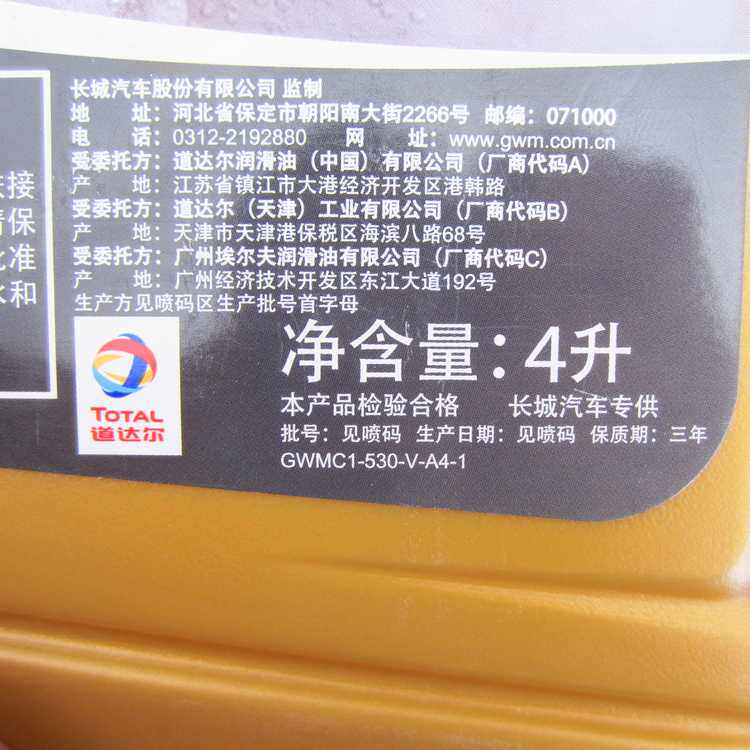 长城汽车股份有限公司 监制
地 址：河北省保定市朝阳南大街2266号 邮编：071000
电 话：0312-2192880 网 址：www.gwm.com.cn
受委托方：道达尔润滑油（中国）有限公司（厂商代码A）
产 地：江苏省镇江市大港经济开发区港韩路
受委托方：道达尔（天津）工业有限公司（厂商代码B）
产 地：天津市天津港保税区海滨八路68号
受委托方：广州埃尔夫润滑油有限公司（厂商代码C）
产 地：广州经济技术开发区东江大道192号
生产方见喷码区生产批号首字母
接
保
准
和
净含量：4升
TOTAL
道达尔
本产品检验合格 长城汽车专供
批号：见喷码 生产日期：见喷码 保质期：三年
GWMC1-530-V-A4-1